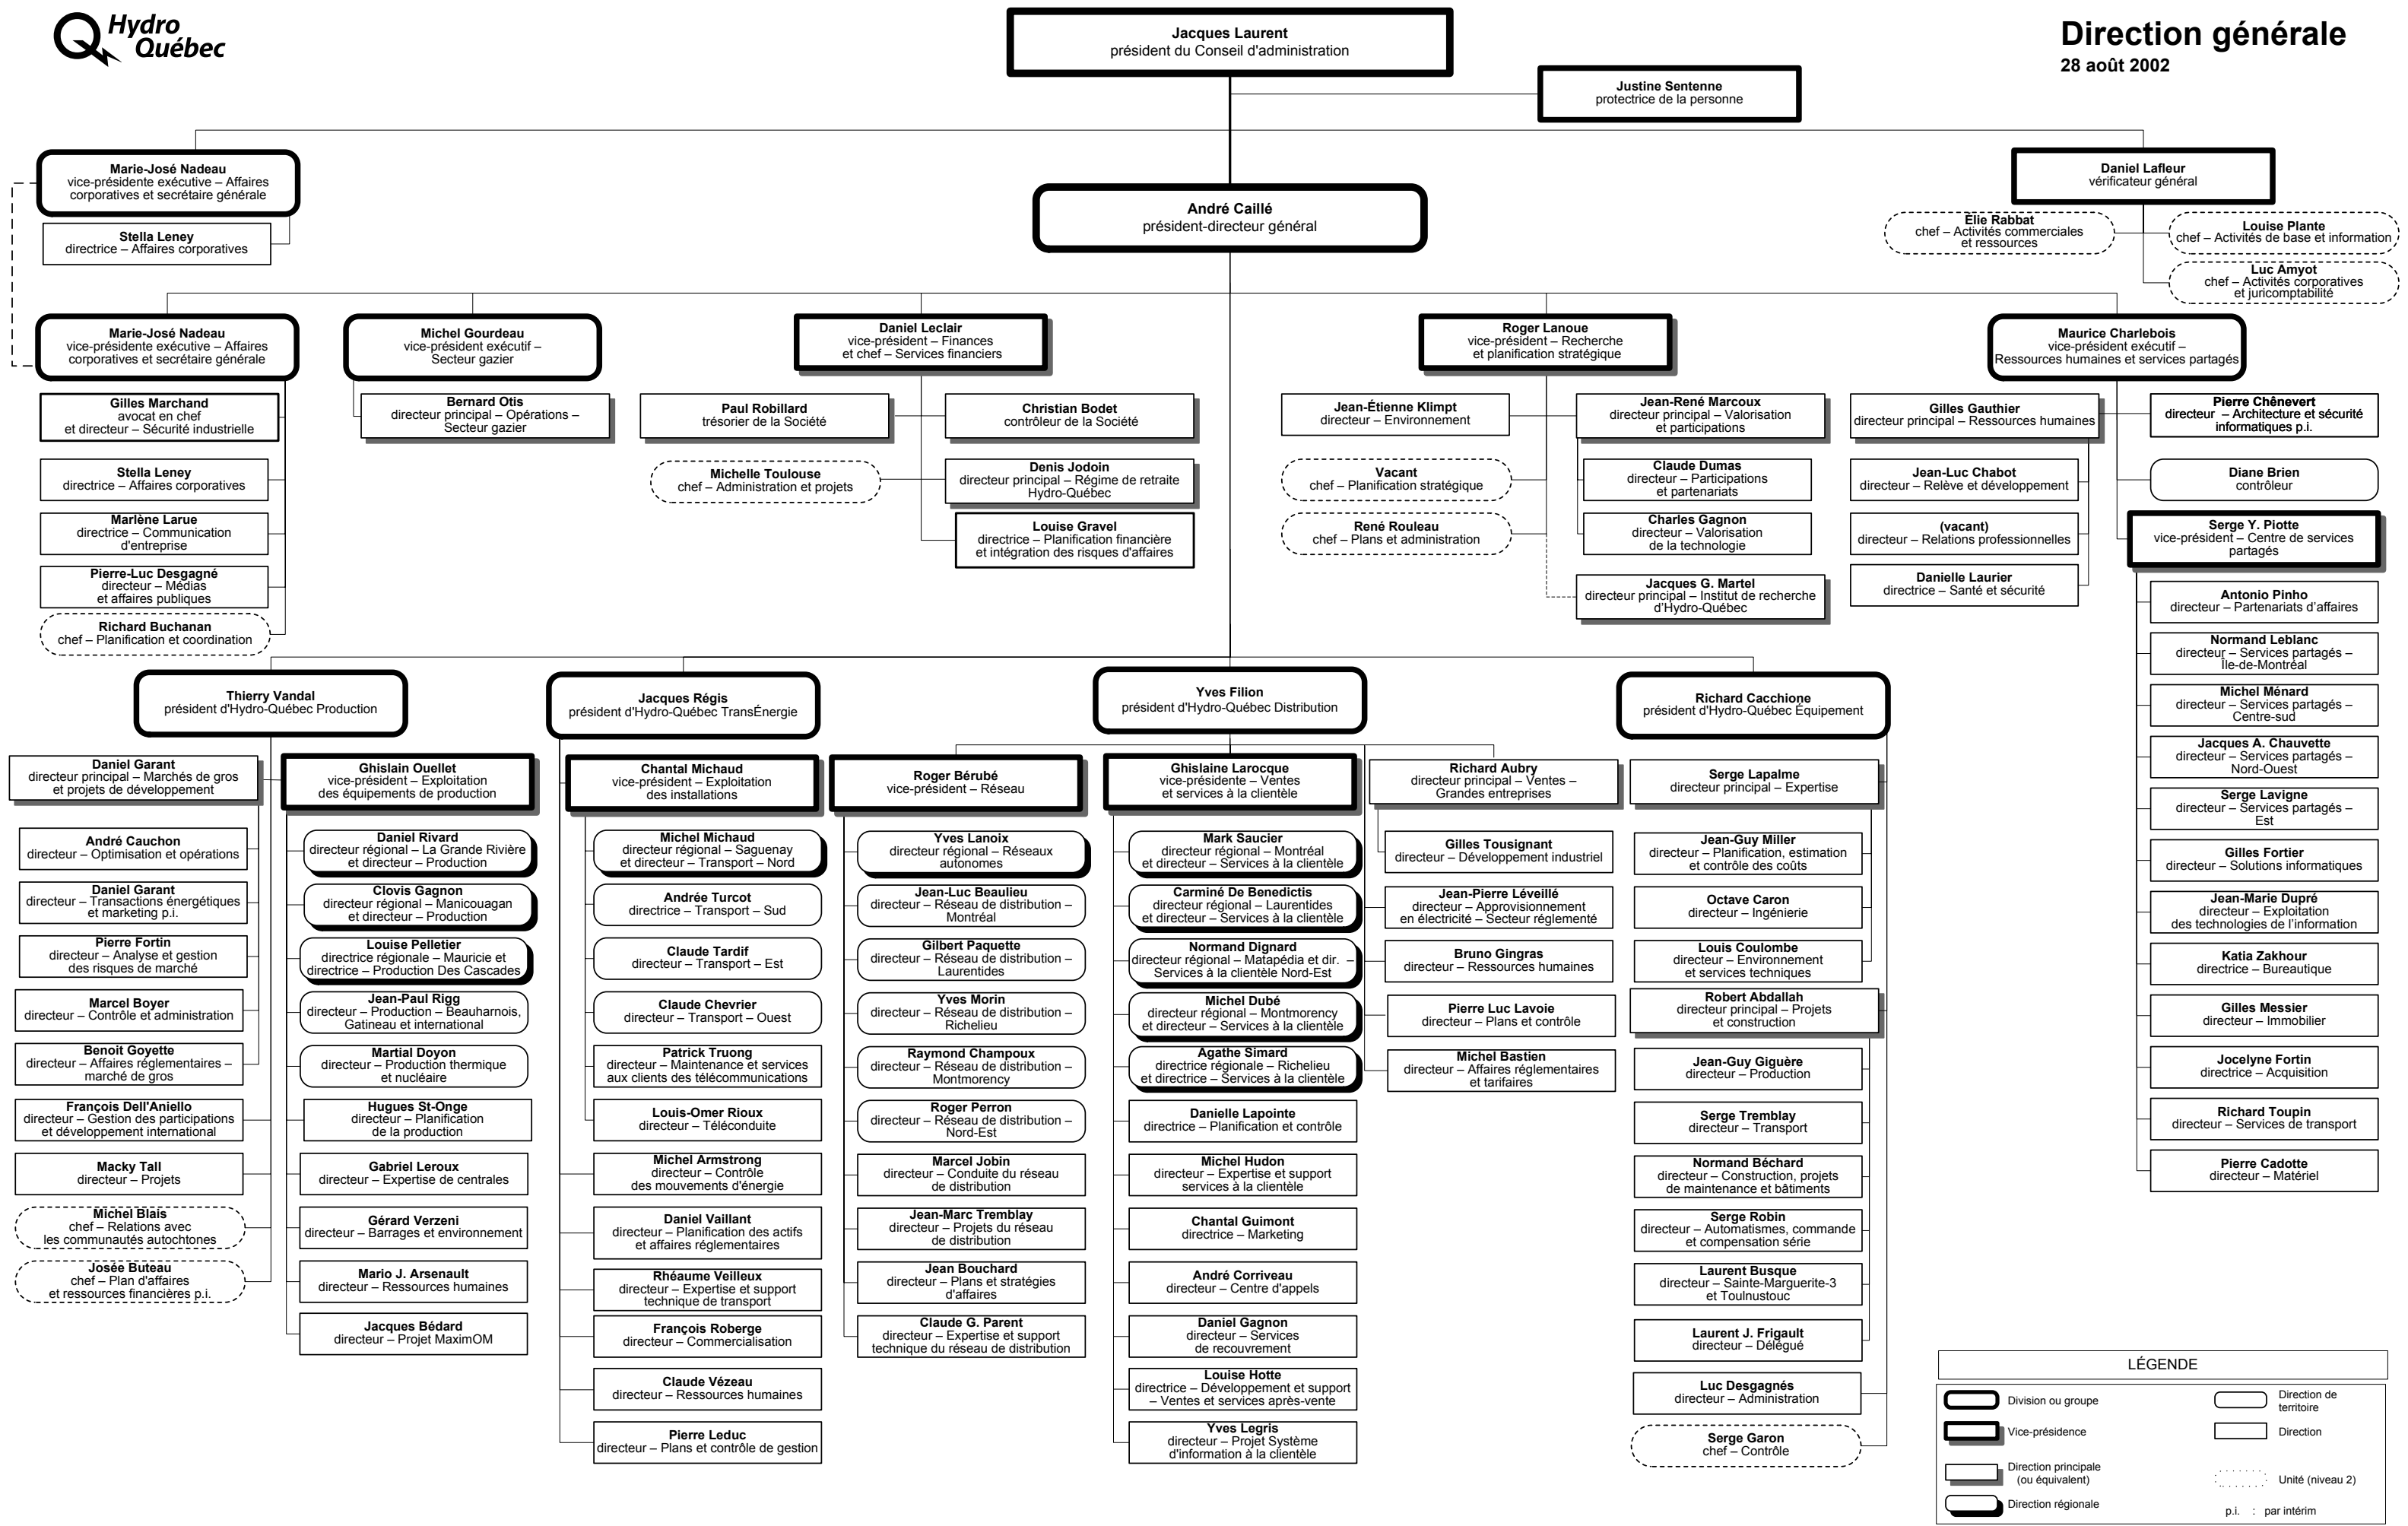 Hydro
Québec
Direction générale
28 août 2002
Jacques Laurent
président du Conseil d'administration
Justine Sentenne
protectrice de la personne
Marie-José Nadeau
vice-présidente exécutive – Affaires
corporatives et secrétaire générale
Stella Leney
directrice – Affaires corporatives
André Caillé
président-directeur général
Daniel Lafleur
vérificateur général
Élie Rabbat
chef – Activités commerciales
et ressources
Louise Plante
chef – Activités de base et information
Luc Amyot
chef – Activités corporatives
et juricomptabilité
Marie-José Nadeau
vice-présidente exécutive – Affaires
corporatives et secrétaire générale
Gilles Marchand
avocat en chef
et directeur – Sécurité industrielle
Stella Leney
directrice – Affaires corporatives
Marlène Larue
directrice – Communication
d'entreprise
Pierre-Luc Desgagné
directeur – Médias
et affaires publiques
Richard Buchanan
chef – Planification et coordination
Michel Gourdeau
vice-président exécutif –
Secteur gazier
Bernard Otis
directeur principal – Opérations –
Secteur gazier
Daniel Leclair
vice-président – Finances
et chef – Services financiers
Paul Robillard
trésorier de la Société
Christian Bodet
contrôleur de la Société
Michelle Toulouse
chef – Administration et projets
Denis Jodoin
directeur principal – Régime de retraite
Hydro-Québec
Louise Gravel
directrice – Planification financière
et intégration des risques d'affaires
Roger Lanoue
vice-président – Recherche
et planification stratégique
Jean-Étienne Klimpt
directeur – Environnement
Jean-René Marcoux
directeur principal – Valorisation
et participations
Vacant
chef – Planification stratégique
Claude Dumas
directeur – Participations
et partenariats
René Rouleau
chef – Plans et administration
Charles Gagnon
directeur – Valorisation
de la technologie
Jacques G. Martel
directeur principal – Institut de recherche
d'Hydro-Québec
Maurice Charlebois
vice-président exécutif –
Ressources humaines et services partagés
Gilles Gauthier
directeur principal – Ressources humaines
Jean-Luc Chabot
directeur – Relève et développement
(vacant)
directeur – Relations professionnelles
Danielle Laurier
directrice – Santé et sécurité
Pierre Chênevert
directeur – Architecture et sécurité
informatiques p.i.
Diane Brien
contrôleur
Serge Y. Piotte
vice-président – Centre de services
partagés
Antonio Pinho
directeur – Partenariats d'affaires
Normand Leblanc
directeur – Services partagés –
Île-de-Montréal
Michel Ménard
directeur – Services partagés –
Centre-sud
Jacques A. Chauvette
directeur – Services partagés –
Nord-Ouest
Serge Lavigne
directeur – Services partagés –
Est
Gilles Fortier
directeur – Solutions informatiques
Jean-Marie Dupré
directeur – Exploitation
des technologies de l'information
Katia Zakhour
directrice – Bureautique
Gilles Messier
directeur – Immobilier
Jocelyne Fortin
directrice – Acquisition
Richard Toupin
directeur – Services de transport
Pierre Cadotte
directeur – Matériel
Thierry Vandal
président d'Hydro-Québec Production
Daniel Garant
directeur principal – Marchés de gros
et projets de développement
André Cauchon
directeur – Optimisation et opérations
Daniel Garant
directeur – Transactions énergétiques
et marketing p.i.
Pierre Fortin
directeur – Analyse et gestion
des risques de marché
Marcel Boyer
directeur – Contrôle et administration
Benoit Goyette
directeur – Affaires réglementaires –
marché de gros
François Dell'Aniello
directeur – Gestion des participations
et développement international
Macky Tall
directeur – Projets
Michel Blais
chef – Relations avec
les communautés autochtones
Josée Buteau
chef – Plan d'affaires
et ressources financières p.i.
Ghislain Ouellet
vice-président – Exploitation
des équipements de production
Daniel Rivard
directeur régional – La Grande Rivière
et directeur – Production
Clovis Gagnon
directeur régional – Manicouagan
et directeur – Production
Louise Pelletier
directrice régionale – Mauricie et
directrice – Production Des Cascades
Jean-Paul Rigg
directeur – Production – Beauharnois,
Gatineau et international
Martial Doyon
directeur – Production thermique
et nucléaire
Hugues St-Onge
directeur – Planification
de la production
Gabriel Leroux
directeur – Expertise de centrales
Gérard Verzeni
directeur – Barrages et environnement
Mario J. Arsenault
directeur – Ressources humaines
Jacques Bédard
directeur – Projet MaximOM
Jacques Régis
président d'Hydro-Québec TransÉnergie
Chantal Michaud
vice-président – Exploitation
des installations
Michel Michaud
directeur régional – Saguenay
et directeur – Transport – Nord
Andrée Turcot
directrice – Transport – Sud
Claude Tardif
directeur – Transport – Est
Claude Chevrier
directeur – Transport – Ouest
Patrick Truong
directeur – Maintenance et services
aux clients des télécommunications
Louis-Omer Rioux
directeur – Téléconduite
Michel Armstrong
directeur – Contrôle
des mouvements d'énergie
Daniel Vaillant
directeur – Planification des actifs
et affaires réglementaires
Rhéaume Veilleux
directeur – Expertise et support
technique de transport
François Roberge
directeur – Commercialisation
Claude Vézeau
directeur – Ressources humaines
Pierre Leduc
directeur – Plans et contrôle de gestion
Yves Filion
président d'Hydro-Québec Distribution
Roger Bérubé
vice-président – Réseau
Yves Lanoix
directeur régional – Réseaux
autonomes
Jean-Luc Beaulieu
directeur – Réseau de distribution –
Montréal
Gilbert Paquette
directeur – Réseau de distribution –
Laurentides
Yves Morin
directeur – Réseau de distribution –
Richelieu
Raymond Champoux
directeur – Réseau de distribution –
Montmorency
Roger Perron
directeur – Réseau de distribution –
Nord-Est
Marcel Jobin
directeur – Conduite du réseau
de distribution
Jean-Marc Tremblay
directeur – Projets du réseau
de distribution
Jean Bouchard
directeur – Plans et stratégies
d'affaires
Claude G. Parent
directeur – Expertise et support
technique du réseau de distribution
Ghislaine Larocque
vice-présidente – Ventes
et services à la clientèle
Mark Saucier
directeur régional – Montréal
et directeur – Services à la clientèle
Carminé De Benedictis
directeur régional – Laurentides
et directeur – Services à la clientèle
Normand Dignard
directeur régional – Matapédia et dir. –
Services à la clientèle Nord-Est
Michel Dubé
directeur régional – Montmorency
et directeur – Services à la clientèle
Agathe Simard
directrice régionale – Richelieu
et directrice – Services à la clientèle
Danielle Lapointe
directrice – Planification et contrôle
Michel Hudon
directeur – Expertise et support
services à la clientèle
Chantal Guimont
directrice – Marketing
André Corriveau
directeur – Centre d'appels
Daniel Gagnon
directeur – Services
de recouvrement
Louise Hotte
directrice – Développement et support
– Ventes et services après-vente
Yves Legris
directeur – Projet Système
d'information à la clientèle
Richard Aubry
directeur principal – Ventes –
Grandes entreprises
Gilles Tousignant
directeur – Développement industriel
Jean-Pierre Léveillé
directeur – Approvisionnement
en électricité – Secteur réglementé
Bruno Gingras
directeur – Ressources humaines
Pierre Luc Lavoie
directeur – Plans et contrôle
Michel Bastien
directeur – Affaires réglementaires
et tarifaires
Richard Cacchione
président d'Hydro-Québec Équipement
Serge Lapalme
directeur principal – Expertise
Jean-Guy Miller
directeur – Planification, estimation
et contrôle des coûts
Octave Caron
directeur – Ingénierie
Louis Coulombe
directeur – Environnement
et services techniques
Robert Abdallah
directeur principal – Projets
et construction
Jean-Guy Giguère
directeur – Production
Serge Tremblay
directeur – Transport
Normand Béchard
directeur – Construction, projets
de maintenance et bâtiments
Serge Robin
directeur – Automatismes, commande
et compensation série
Laurent Busque
directeur – Sainte-Marguerite-3
et Toulnustouc
Laurent J. Frigault
directeur – Délégué
Luc Desgagnés
directeur – Administration
Serge Garon
chef – Contrôle
LÉGENDE
Division ou groupe
Vice-présidence
Direction principale
(ou équivalent)
Direction régionale
Direction de
territoire
Direction
Unité (niveau 2)
p.i. : par intérim